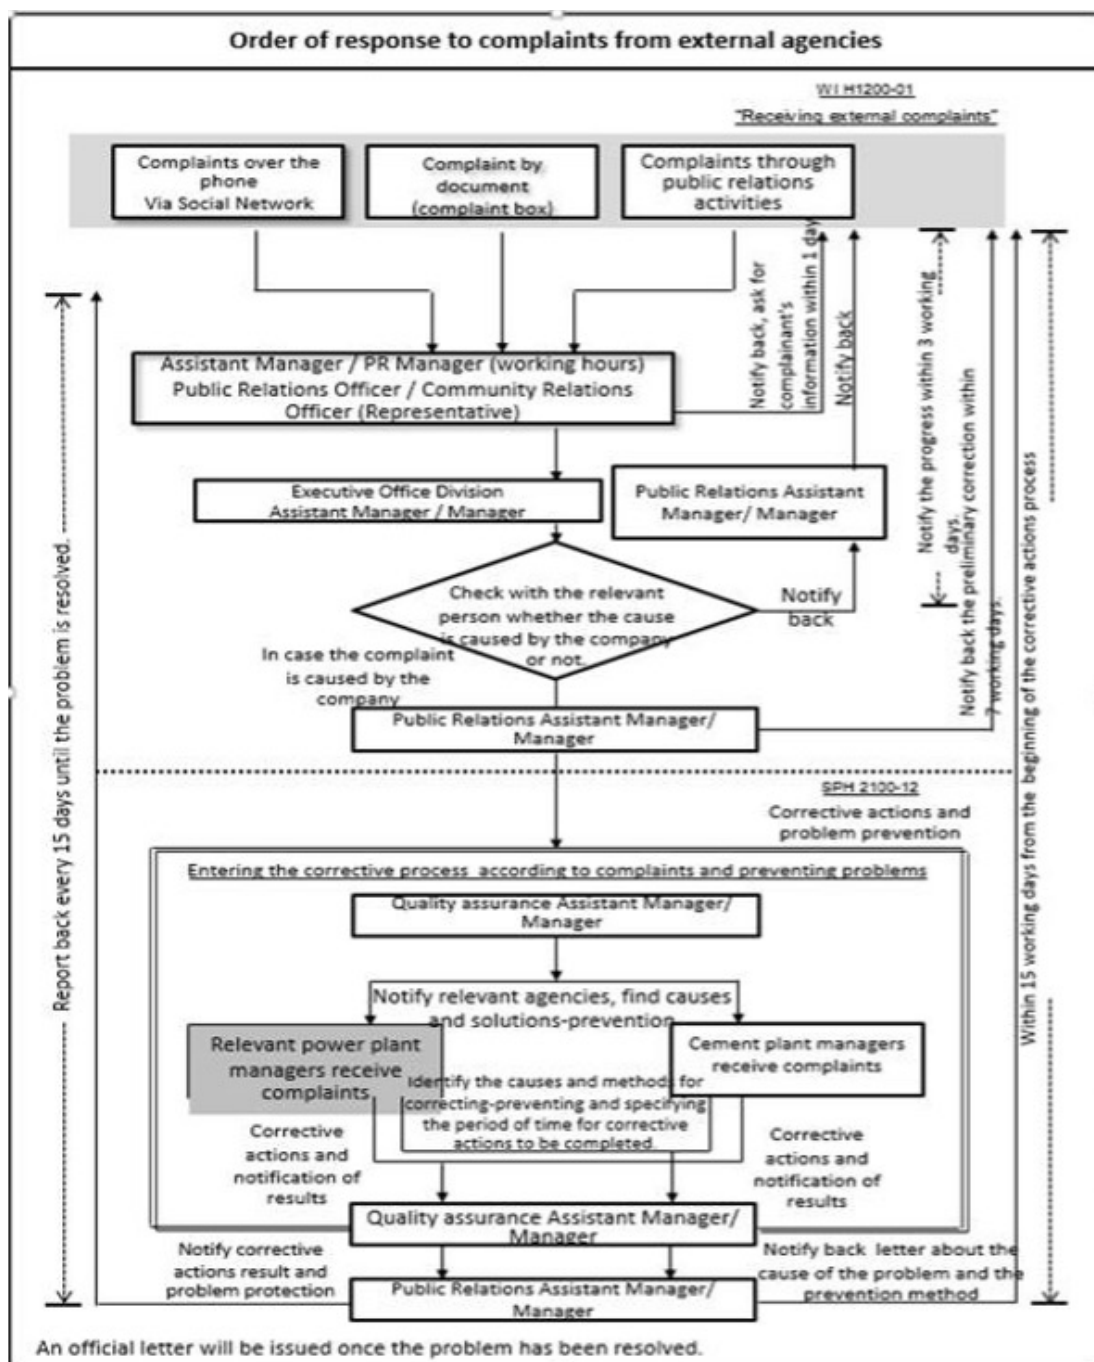 Order of response to complaints from external agencies
WI H1200-01
"Receiving external complaints"
Complaints over the
phone
Via Social Network
Complaint by
document
(complaint box)
Complaints through
public relations
activities
Notify back, ask for
complainant's
information within 1 day
Notify back
Notify the progress within 3 working
days.
Notify back the preliminary correction within
7 working days.
Within 15 working days from the beginning of the corrective actions process
Report back every 15 days until the problem is resolved.
Assistant Manager / PR Manager (working hours)
Public Relations Officer / Community Relations
Officer (Representative)
Executive Office Division
Assistant Manager / Manager
Public Relations Assistant
Manager/ Manager
Check with the relevant
person whether the cause
is caused by the company
or not.
Notify
back
In case the complaint
is caused by the
company
Public Relations Assistant Manager/
Manager
SPH 2100-12
Corrective actions and
problem prevention
Entering the corrective process according to complaints and preventing problems
Quality assurance Assistant Manager/
Manager
Notify relevant agencies, find causes
and solutions-prevention
Relevant power plant
managers receive
complaints
Cement plant managers
receive complaints
Identify the causes and methods for
correcting-preventing and specifying
the period of time for corrective
actions to be completed.
Corrective
actions and
notification of
results
Corrective
actions and
notification of
results
Quality assurance Assistant Manager/
Manager
Notify corrective
actions result and
problem protection
Notify back letter about the
cause of the problem and the
prevention method
Public Relations Assistant Manager/
Manager
An official letter will be issued once the problem has been resolved.